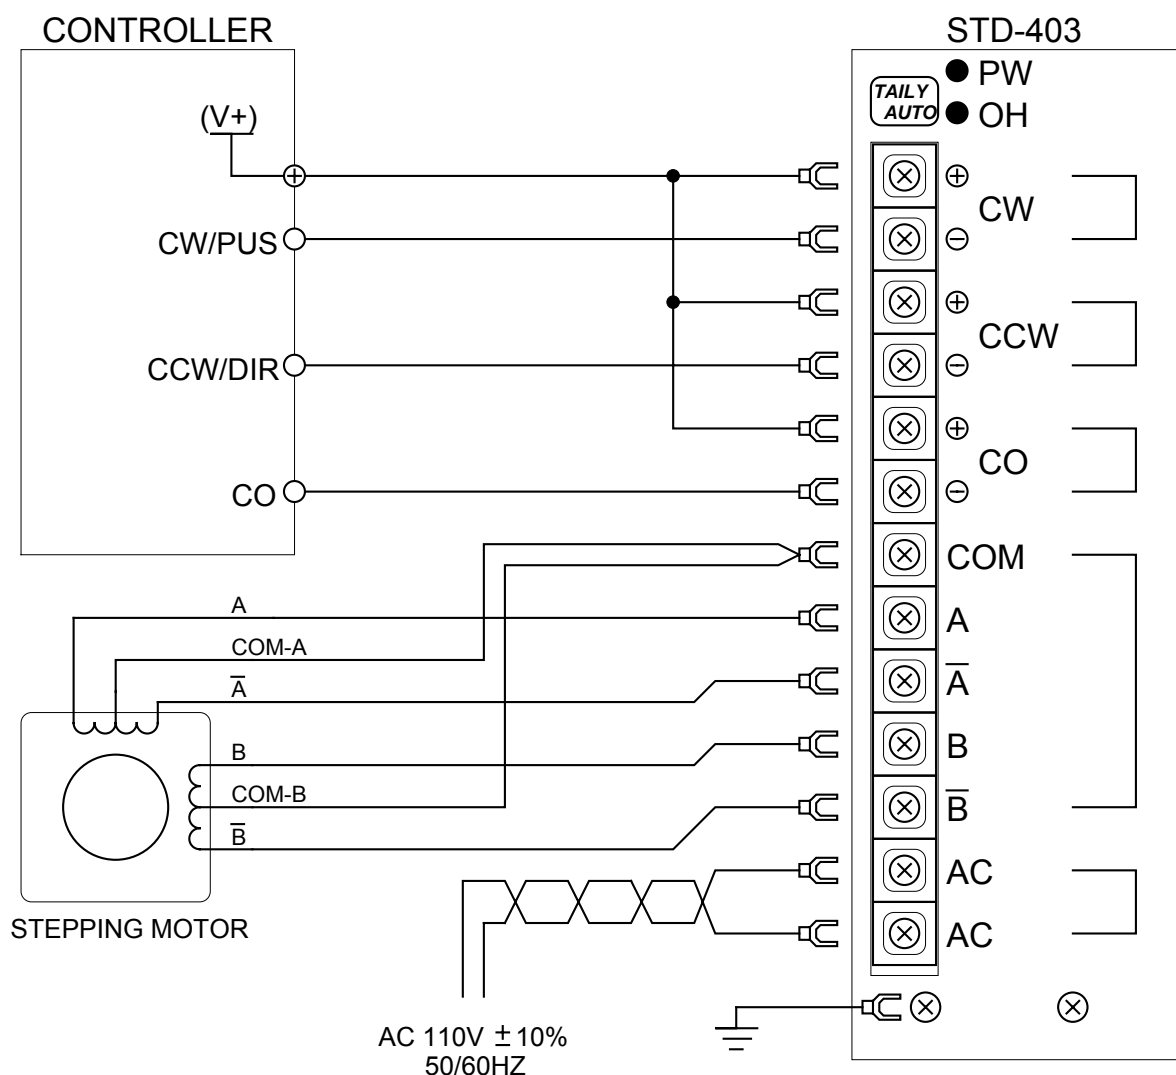 CONTROLLER
STD-403
PW
TAILY
AUTO
OH
(V+)
CW
CW/PUS
CCW
CCW/DIR
CO
CO
COM
A
A
COM-A
A̅
A̅
B
B
COM-B
B̅
B̅
AC
STEPPING MOTOR
AC
AC 110V ±10%
50/60HZ